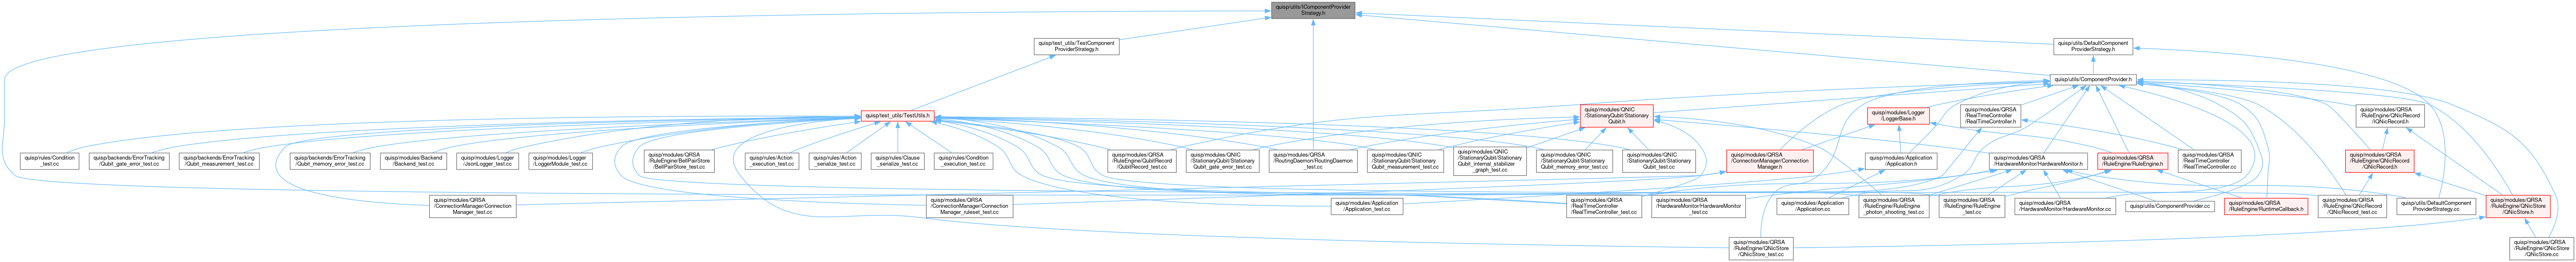 quisp/utils/IComponentProvider
Strategy.h
quisp/test_utils/TestComponent
ProviderStrategy.h
quisp/utils/DefaultComponent
ProviderStrategy.h
quisp/utils/ComponentProvider.h
quisp/test_utils/TestUtils.h
quisp/modules/QNIC
/StationaryQubit/Stationary
Qubit.h
quisp/modules/Logger
/LoggerBase.h
quisp/modules/QRSA
/RealTimeController
/RealTimeController.h
quisp/modules/QRSA
/RuleEngine/QNicRecord
/IQNicRecord.h
quisp/rules/Condition
_test.cc
quisp/backends/ErrorTracking
/Qubit_gate_error_test.cc
quisp/backends/ErrorTracking
/Qubit_measurement_test.cc
quisp/backends/ErrorTracking
/Qubit_memory_error_test.cc
quisp/modules/Backend
/Backend_test.cc
quisp/modules/Logger
/JsonLogger_test.cc
quisp/modules/Logger
/LoggerModule_test.cc
quisp/modules/QRSA
/RuleEngine/BellPairStore
/BellPairStore_test.cc
quisp/rules/Action
_execution_test.cc
quisp/rules/Action
_serialize_test.cc
quisp/rules/Clause
_serialize_test.cc
quisp/rules/Condition
_execution_test.cc
quisp/modules/QRSA
/RuleEngine/QubitRecord
/QubitRecord_test.cc
quisp/modules/QNIC
/StationaryQubit/Stationary
Qubit_gate_error_test.cc
quisp/modules/QRSA
/RoutingDaemon/RoutingDaemon
_test.cc
quisp/modules/QNIC
/StationaryQubit/Stationary
Qubit_measurement_test.cc
quisp/modules/QNIC
/StationaryQubit/Stationary
Qubit_internal_stabilizer
_graph_test.cc
quisp/modules/QNIC
/StationaryQubit/Stationary
Qubit_memory_error_test.cc
quisp/modules/QNIC
/StationaryQubit/Stationary
Qubit_test.cc
quisp/modules/QRSA
/ConnectionManager/Connection
Manager.h
quisp/modules/Application
/Application.h
quisp/modules/QRSA
/HardwareMonitor/HardwareMonitor.h
quisp/modules/QRSA
/RuleEngine/RuleEngine.h
quisp/modules/QRSA
/RealTimeController
/RealTimeController.cc
quisp/modules/QRSA
/RuleEngine/QNicRecord
/QNicRecord.h
quisp/modules/QRSA
/ConnectionManager/Connection
Manager_test.cc
quisp/modules/QRSA
/ConnectionManager/Connection
Manager_ruleset_test.cc
quisp/modules/Application
/Application_test.cc
quisp/modules/QRSA
/RealTimeController
/RealTimeController_test.cc
quisp/modules/QRSA
/HardwareMonitor/HardwareMonitor
_test.cc
quisp/modules/Application
/Application.cc
quisp/modules/QRSA
/RuleEngine/RuleEngine
_photon_shooting_test.cc
quisp/modules/QRSA
/RuleEngine/RuleEngine
_test.cc
quisp/modules/QRSA
/HardwareMonitor/HardwareMonitor.cc
quisp/utils/ComponentProvider.cc
quisp/modules/QRSA
/RuleEngine/RuntimeCallback.h
quisp/modules/QRSA
/RuleEngine/QNicRecord
/QNicRecord_test.cc
quisp/utils/DefaultComponent
ProviderStrategy.cc
quisp/modules/QRSA
/RuleEngine/QNicStore
/QNicStore.h
quisp/modules/QRSA
/RuleEngine/QNicStore
/QNicStore_test.cc
quisp/modules/QRSA
/RuleEngine/QNicStore
/QNicStore.cc